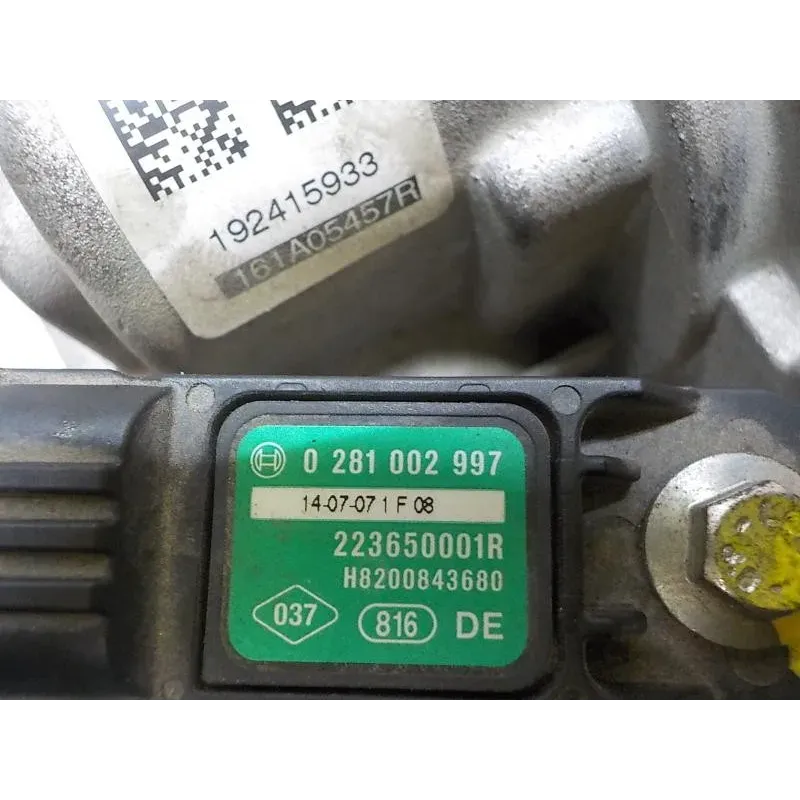 192415933
161A05457R
0 281 002 997
14-07-07 1 F 08
223650001R
H8200843680
037 816 DE